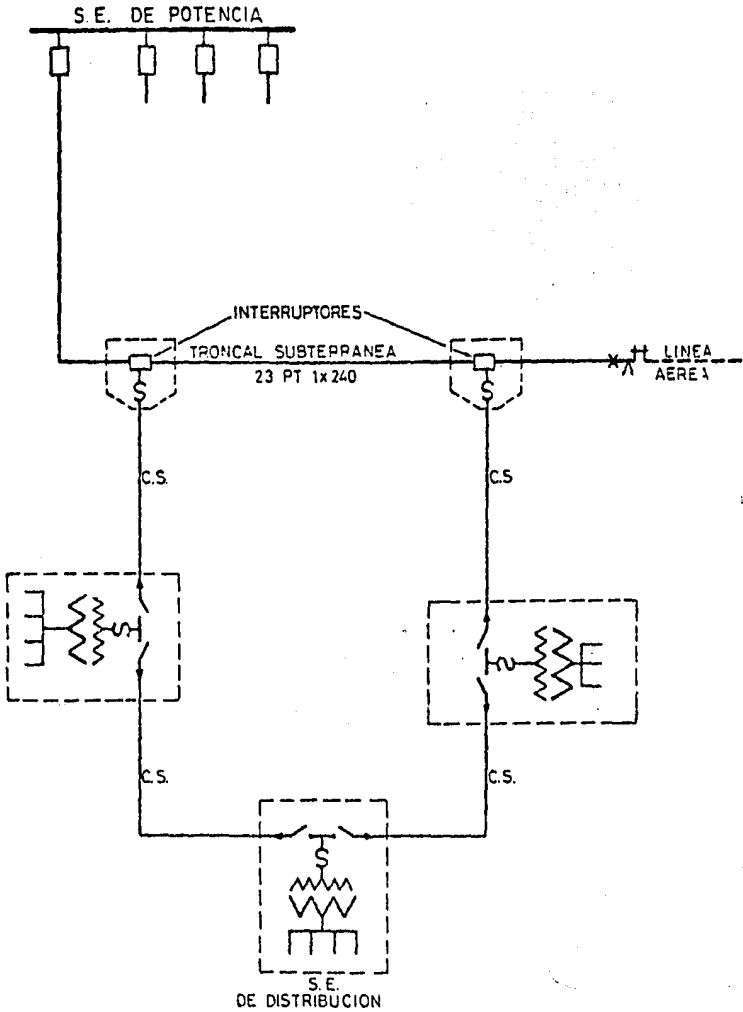 S. E. DE POTENCIA
INTERRUPTORES
TRONCAL SUBTERRANEA
23 PT 1x240
LINEA
AEREA
C.S.
C.S
C.S.
C.S.
S. E.
DE DISTRIBUCION